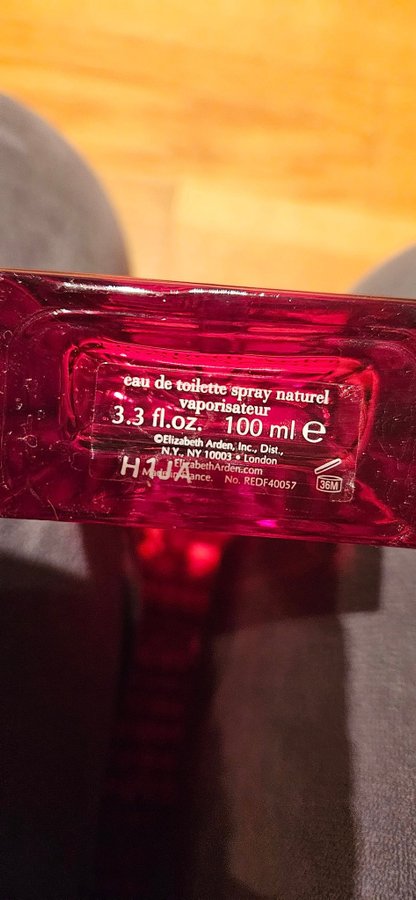 eau de toilette spray naturel
vaporisateur
3.3 fl.oz. 100 ml e
©Elizabeth Arden, Inc., Dist.,
N.Y., NY 10003 • London
ElizabethArden.com
H1JA
France. No. REDF40057
36M